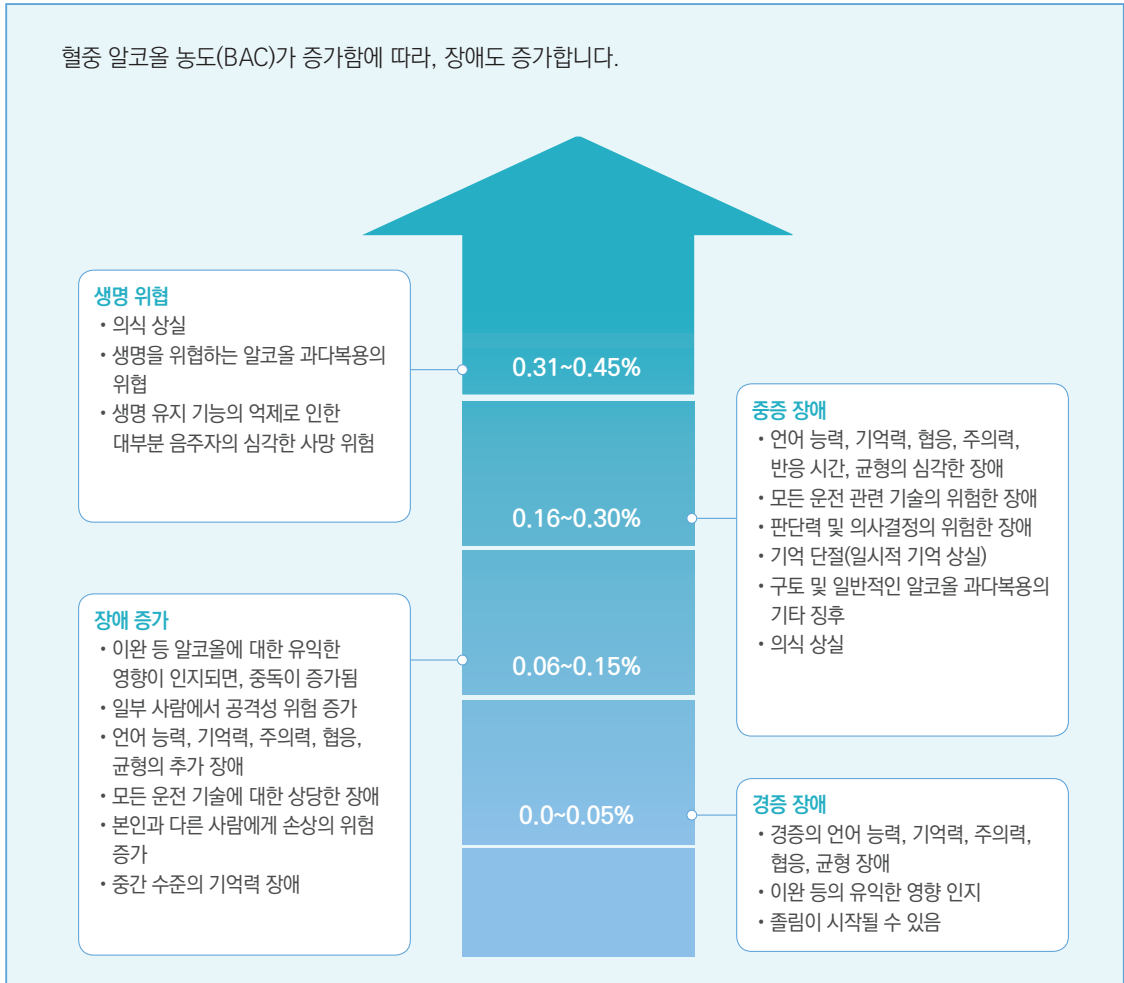 혈중 알코올 농도(BAC)가 증가함에 따라, 장애도 증가합니다.
생명 위협
• 의식 상실
• 생명을 위협하는 알코올 과다복용의
위협
• 생명 유지 기능의 억제로 인한
대부분 음주자의 심각한 사망 위험
0.31~0.45%
중증 장애
• 언어 능력, 기억력, 협응, 주의력,
반응 시간, 균형의 심각한 장애
• 모든 운전 관련 기술의 위험한 장애
• 판단력 및 의사결정의 위험한 장애
• 기억 단절(일시적 기억 상실)
• 구토 및 일반적인 알코올 과다복용의
기타 징후
• 의식 상실
0.16~0.30%
장애 증가
• 이완 등 알코올에 대한 유익한
영향이 인지되면, 중독이 증가됨
• 일부 사람에서 공격성 위험 증가
• 언어 능력, 기억력, 주의력, 협응,
균형의 추가 장애
• 모든 운전 기술에 대한 상당한 장애
• 본인과 다른 사람에게 손상의 위험
증가
• 중간 수준의 기억력 장애
0.06~0.15%
경증 장애
• 경증의 언어 능력, 기억력, 주의력,
협응, 균형 장애
• 이완 등의 유익한 영향 인지
• 졸림이 시작될 수 있음
0.0~0.05%